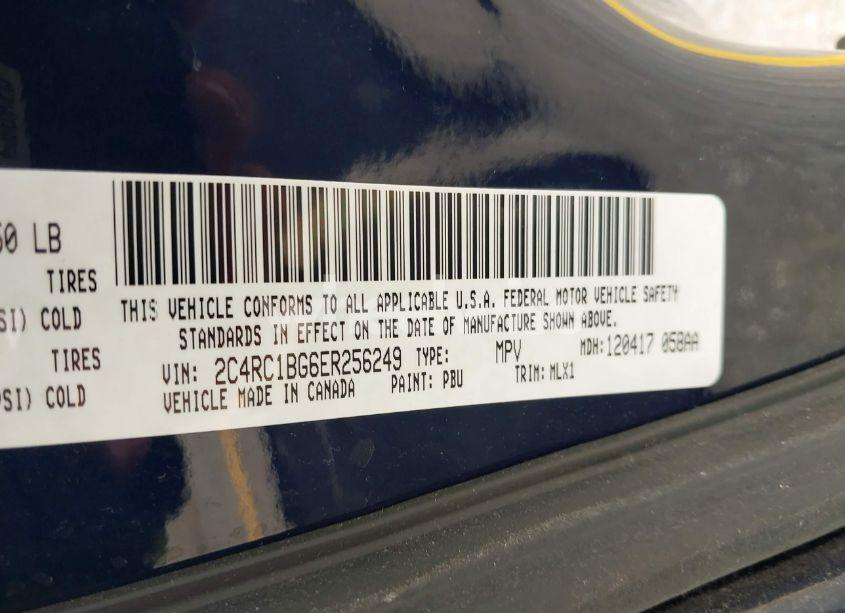 50 LB
TIRES
SI) COLD
TIRES
PSI) COLD
THIS VEHICLE CONFORMS TO ALL APPLICABLE U.S.A. FEDERAL MOTOR VEHICLE SAFETY
STANDARDS IN EFFECT ON THE DATE OF MANUFACTURE SHOWN ABOVE.
VIN: 2C4RC1BG6ER256249 TYPE: MPV MDH: 120417 058AA
VEHICLE MADE IN CANADA PAINT: PBU TRIM: MLX1